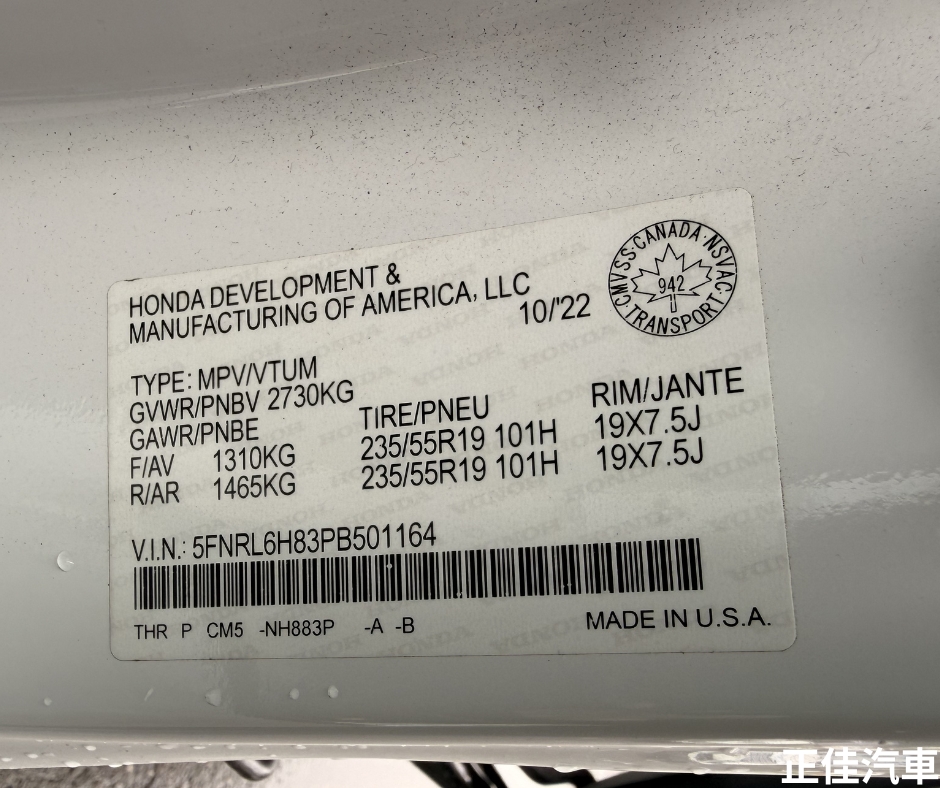 HONDA DEVELOPMENT &
MANUFACTURING OF AMERICA, LLC
10/'22
CMVSS·CANADA·NSVAC·
942
TRANSPORT
TYPE: MPV/VTUM
GVWR/PNBV 2730KG
GAWR/PNBE TIRE/PNEU RIM/JANTE
F/AV 1310KG 235/55R19 101H 19X7.5J
R/AR 1465KG 235/55R19 101H 19X7.5J
V.I.N.: 5FNRL6H83PB501164
THR P CM5 -NH883P -A -B MADE IN U.S.A.
正佳汽車